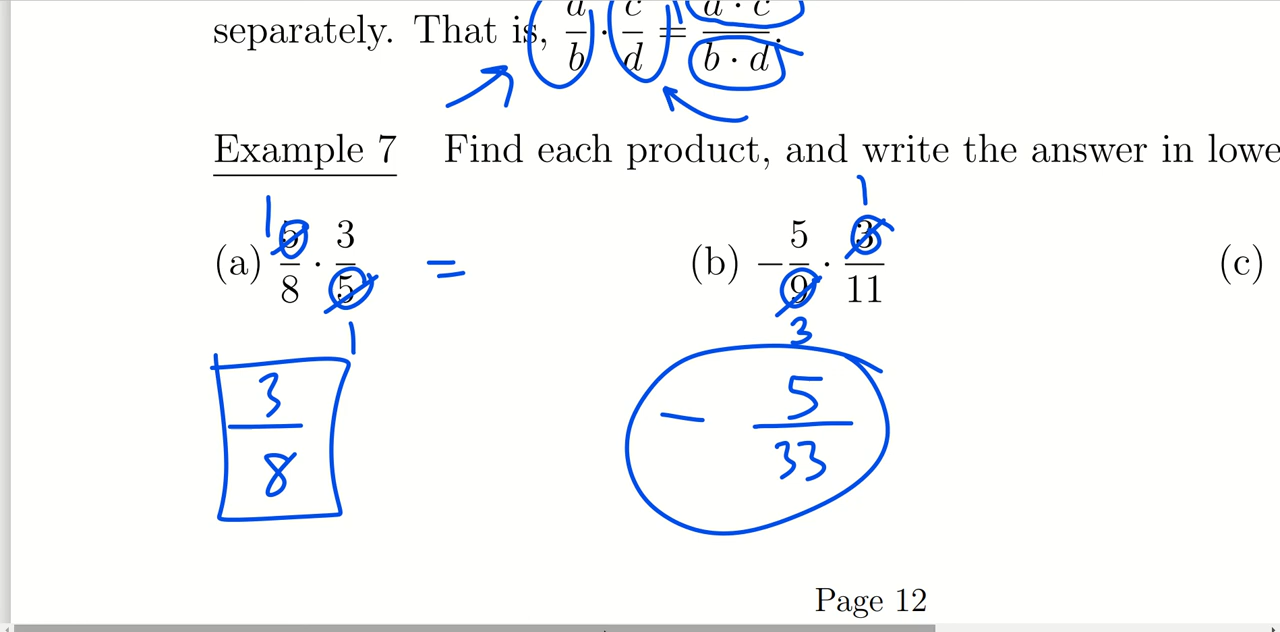 separately. That is, a/b · c/d = a · c / b · d.
Example 7 Find each product, and write the answer in lowe
(a) 5/8 · 3/5 = (b) −5/9 · 3/11 (c)
1 1 1 3
3/8 − 5/33
Page 12